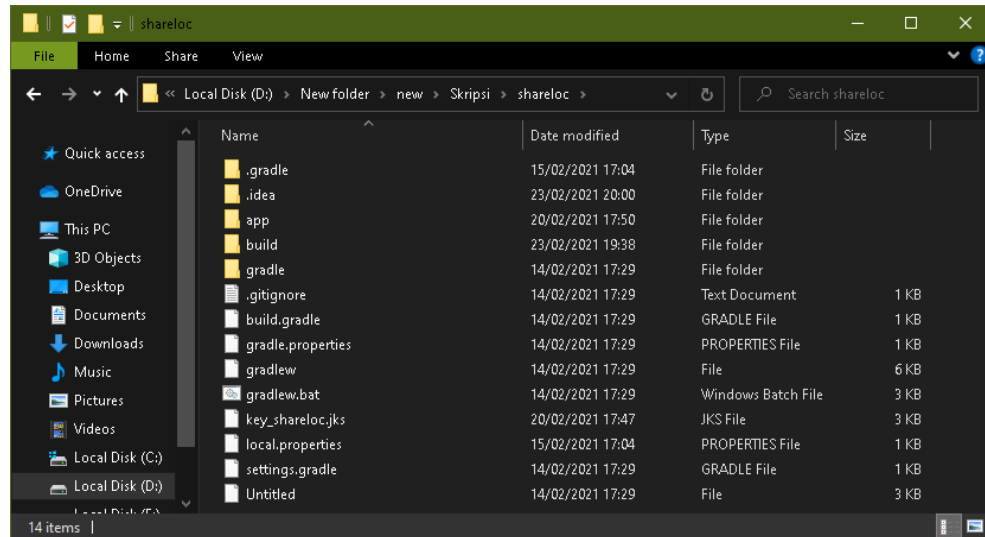 shareloc
File Home Share View
« Local Disk (D:) > New folder > new > Skripsi > shareloc > Search shareloc
Name Date modified Type Size
Quick access
OneDrive
This PC
3D Objects
Desktop
Documents
Downloads
Music
Pictures
Videos
Local Disk (C:)
Local Disk (D:)
.gradle 15/02/2021 17:04 File folder
.idea 23/02/2021 20:00 File folder
app 20/02/2021 17:50 File folder
build 23/02/2021 19:38 File folder
gradle 14/02/2021 17:29 File folder
.gitignore 14/02/2021 17:29 Text Document 1 KB
build.gradle 14/02/2021 17:29 GRADLE File 1 KB
gradle.properties 14/02/2021 17:29 PROPERTIES File 1 KB
gradlew 14/02/2021 17:29 File 6 KB
gradlew.bat 14/02/2021 17:29 Windows Batch File 3 KB
key_shareloc.jks 20/02/2021 17:47 JKS File 3 KB
local.properties 15/02/2021 17:04 PROPERTIES File 1 KB
settings.gradle 14/02/2021 17:29 GRADLE File 1 KB
Untitled 14/02/2021 17:29 File 3 KB
14 items